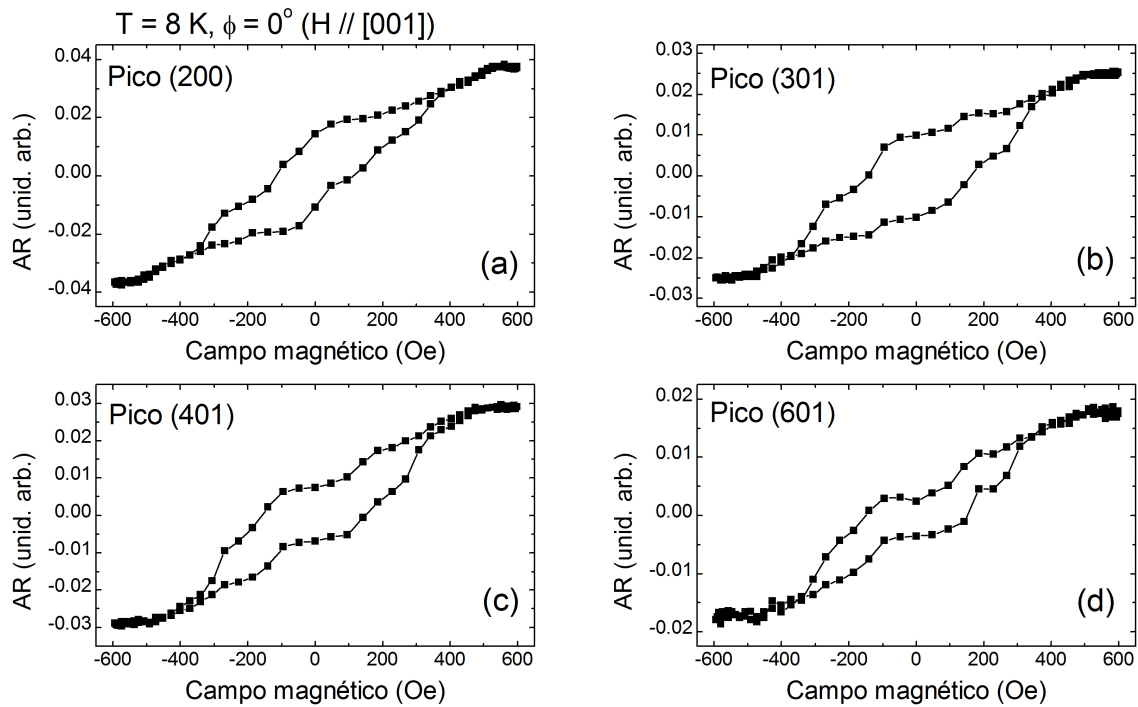 T = 8 K, ϕ = 0° (H // [001])
Pico (200)
AR (unid. arb.)
0.04
0.02
0.00
-0.02
-0.04
(a)
-600 -400 -200 0 200 400 600
Campo magnético (Oe)
Pico (301)
AR (unid. arb.)
0.03
0.02
0.01
0.00
-0.01
-0.02
-0.03
(b)
-600 -400 -200 0 200 400 600
Campo magnético (Oe)
Pico (401)
AR (unid. arb.)
0.03
0.02
0.01
0.00
-0.01
-0.02
-0.03
(c)
-600 -400 -200 0 200 400 600
Campo magnético (Oe)
Pico (601)
AR (unid. arb.)
0.02
0.01
0.00
-0.01
-0.02
(d)
-600 -400 -200 0 200 400 600
Campo magnético (Oe)